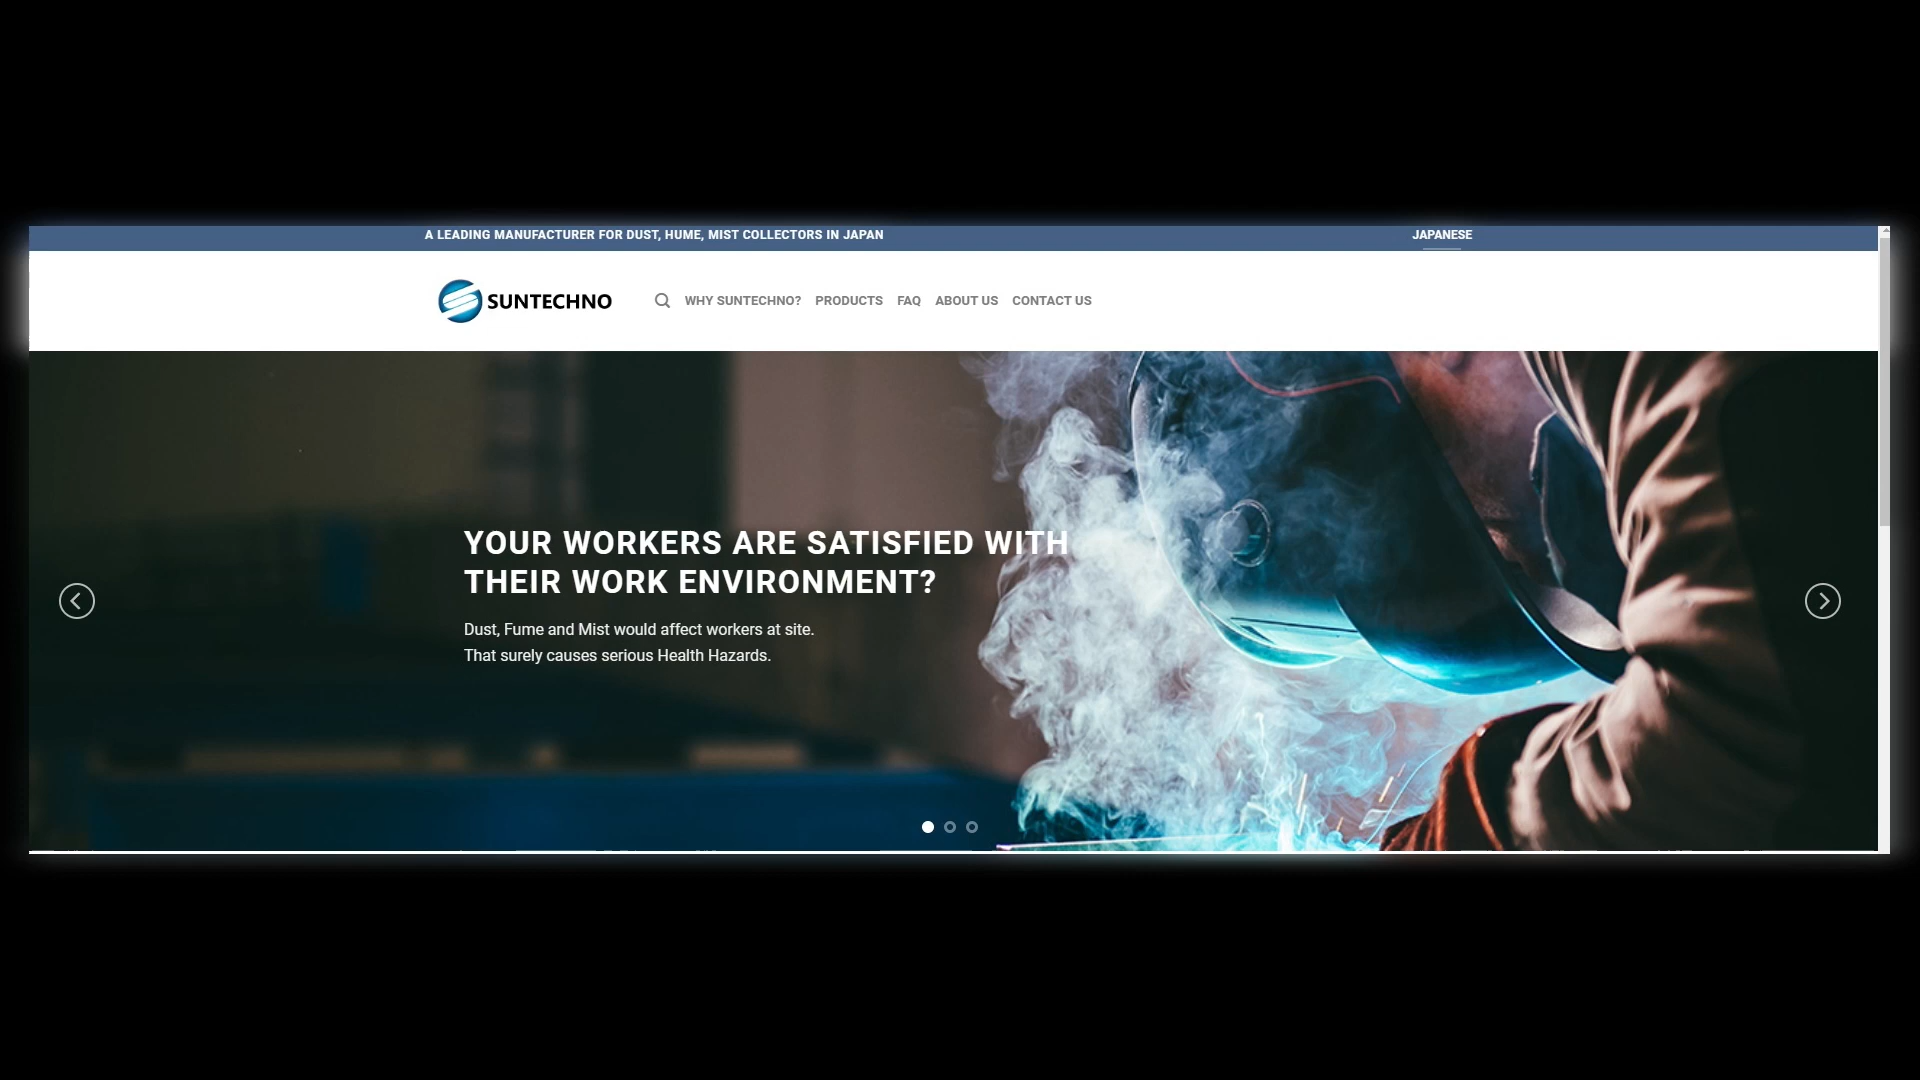 A LEADING MANUFACTURER FOR DUST, HUME, MIST COLLECTORS IN JAPAN
JAPANESE
SUNTECHNO
WHY SUNTECHNO? PRODUCTS FAQ ABOUT US CONTACT US
YOUR WORKERS ARE SATISFIED WITH
THEIR WORK ENVIRONMENT?
Dust, Fume and Mist would affect workers at site.
That surely causes serious Health Hazards.